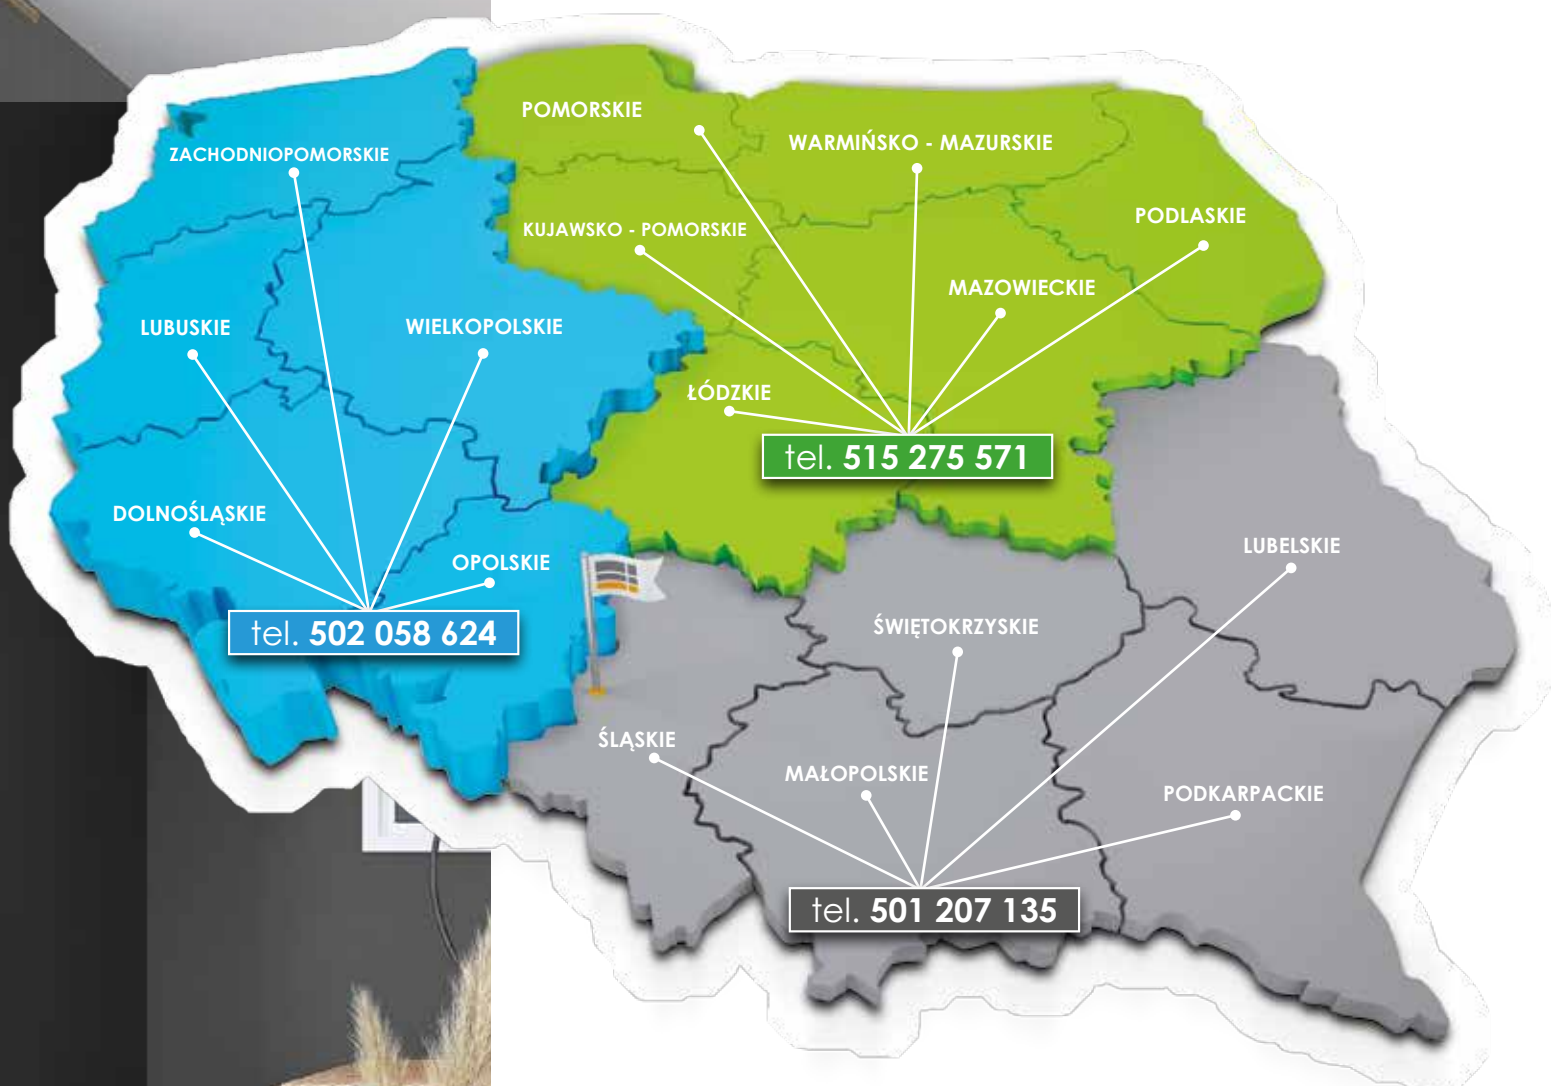 POMORSKIE
WARMIŃSKO - MAZURSKIE
ZACHODNIOPOMORSKIE
PODLASKIE
KUJAWSKO - POMORSKIE
MAZOWIECKIE
LUBUSKIE
WIELKOPOLSKIE
ŁÓDZKIE
tel. 515 275 571
DOLNOŚLĄSKIE
OPOLSKIE
LUBELSKIE
tel. 502 058 624
ŚWIĘTOKRZYSKIE
ŚLĄSKIE
MAŁOPOLSKIE
PODKARPACKIE
tel. 501 207 135